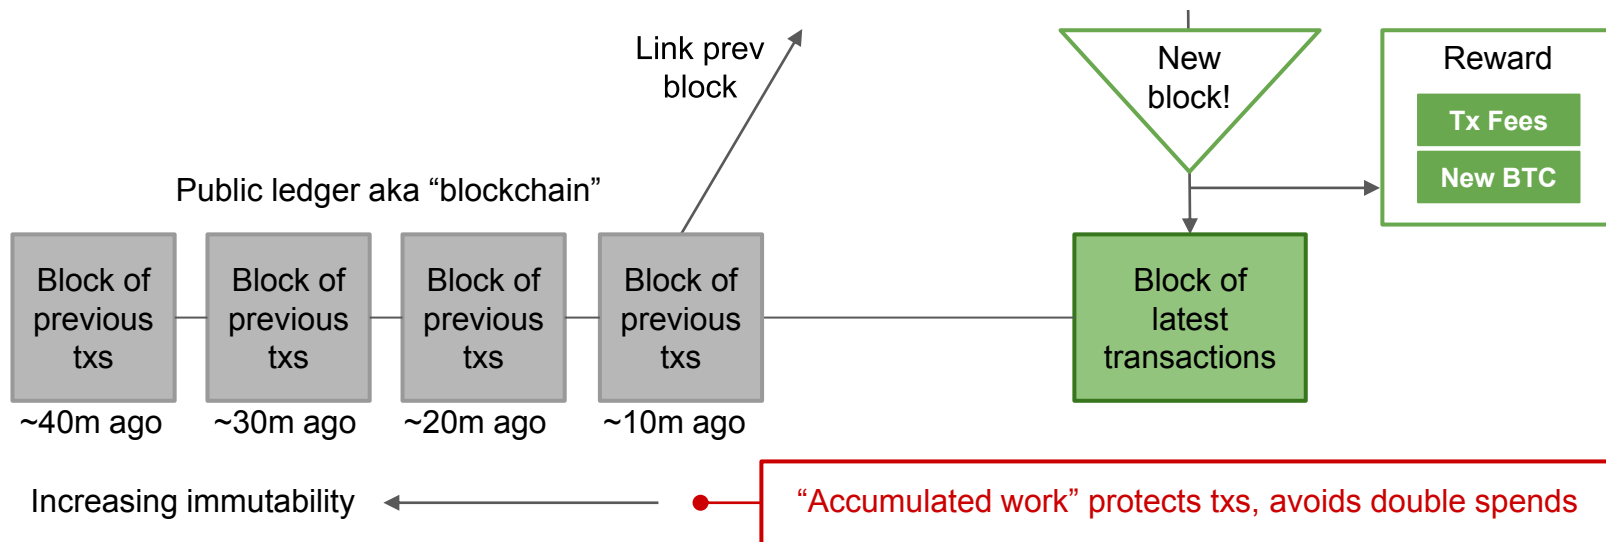 Link prev
block
New
block!
Reward
Tx Fees
New BTC
Public ledger aka “blockchain”
Block of
previous
txs
Block of
previous
txs
Block of
previous
txs
Block of
previous
txs
Block of
latest
transactions
~40m ago
~30m ago
~20m ago
~10m ago
Increasing immutability
“Accumulated work” protects txs, avoids double spends